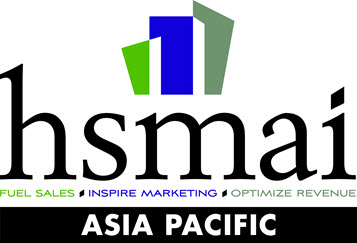 hsmai
FUEL SALES INSPIRE MARKETING OPTIMIZE REVENUE
ASIA PACIFIC